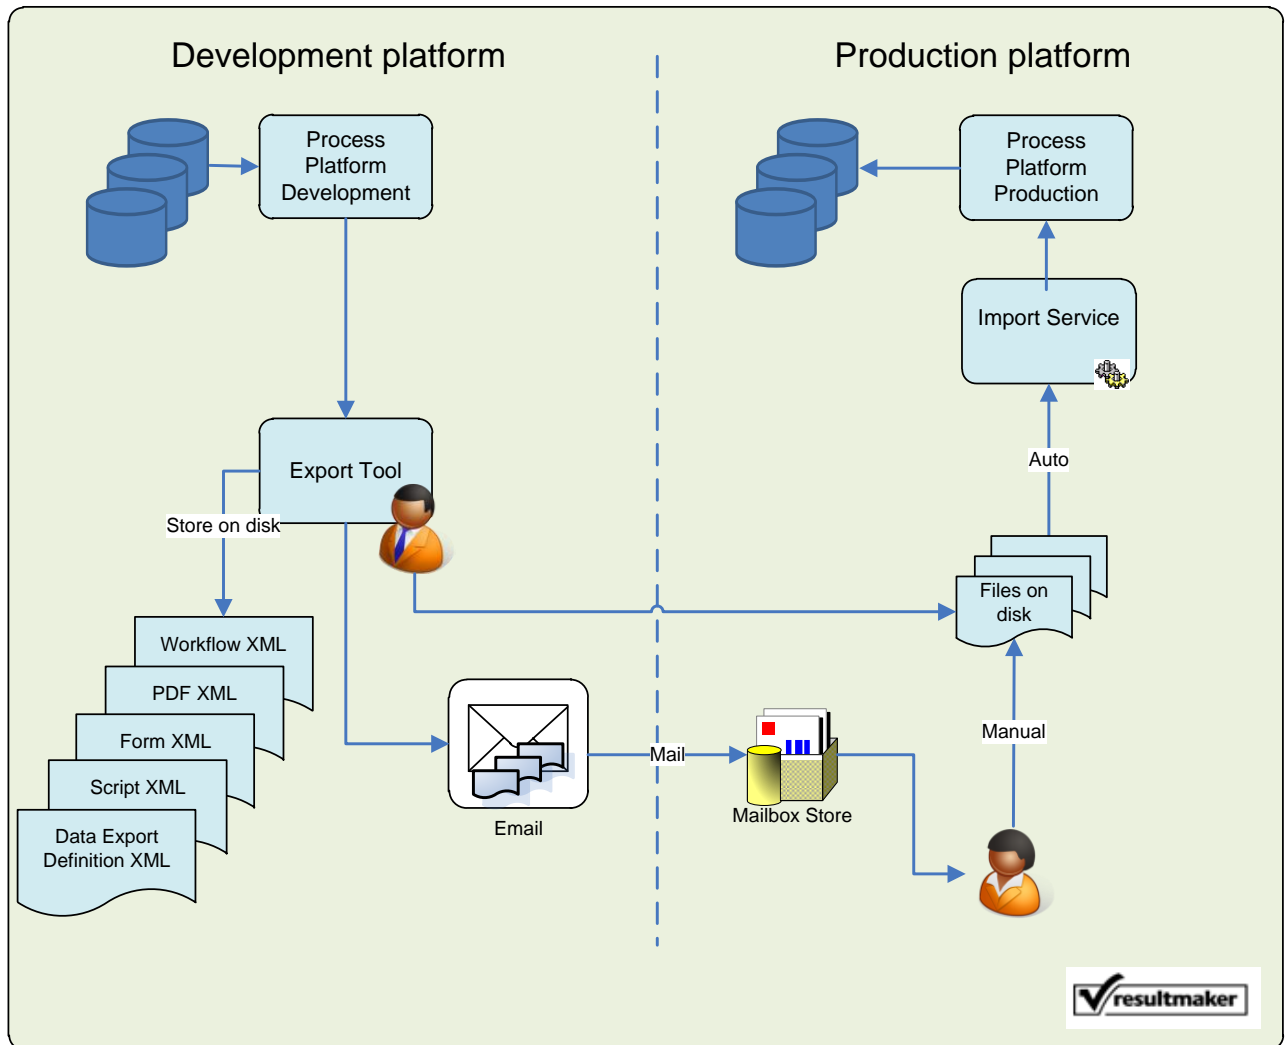 Development platform
Production platform
Process
Platform
Development
Process
Platform
Production
Import Service
Export Tool
Auto
Store on disk
Files on
disk
Workflow XML
PDF XML
Form XML
Script XML
Data Export
Definition XML
Manual
Mail
Email
Mailbox Store
resultmaker